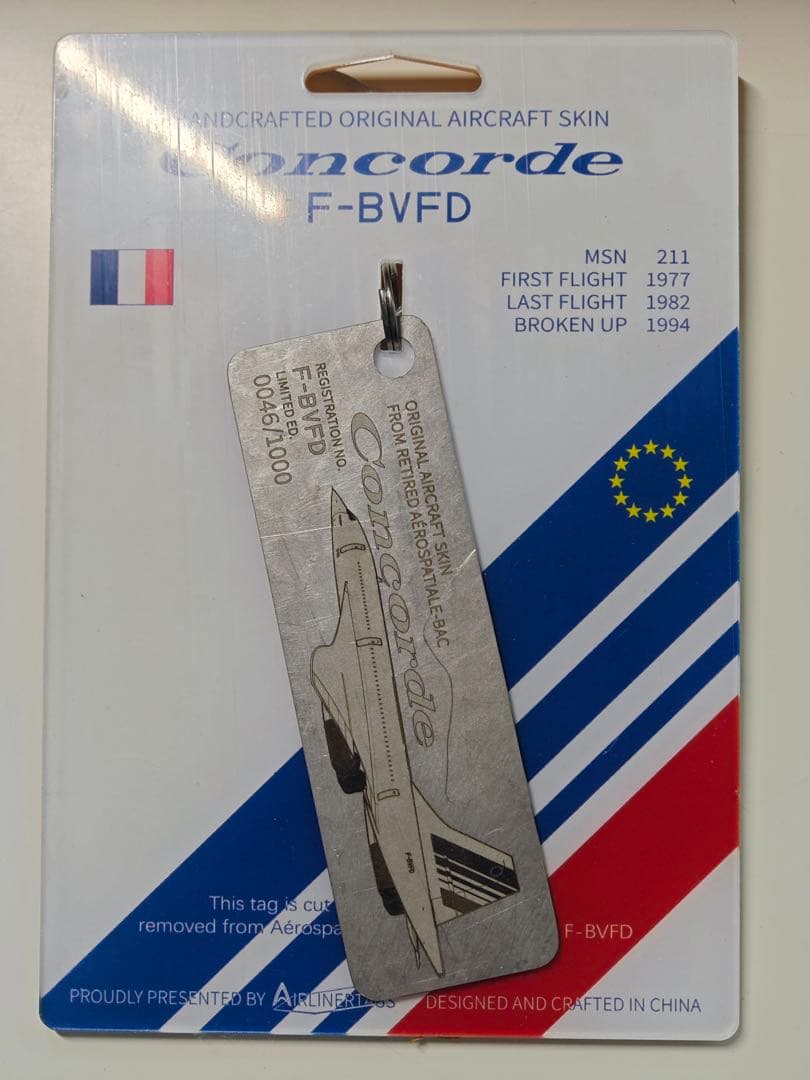 HANDCRAFTED ORIGINAL AIRCRAFT SKIN
Concorde
F-BVFD
MSN 211
FIRST FLIGHT 1977
LAST FLIGHT 1982
BROKEN UP 1994
REGISTRATION NO.
F-BVFD
LIMITED ED.
0046/1000
ORIGINAL AIRCRAFT SKIN
FROM RETIRED AÉROSPATIALE-BAC
Concorde
F-BVFD
This tag is cut
removed from F-BVFD
PROUDLY PRESENTED BY AIRLINERTAGS DESIGNED AND CRAFTED IN CHINA